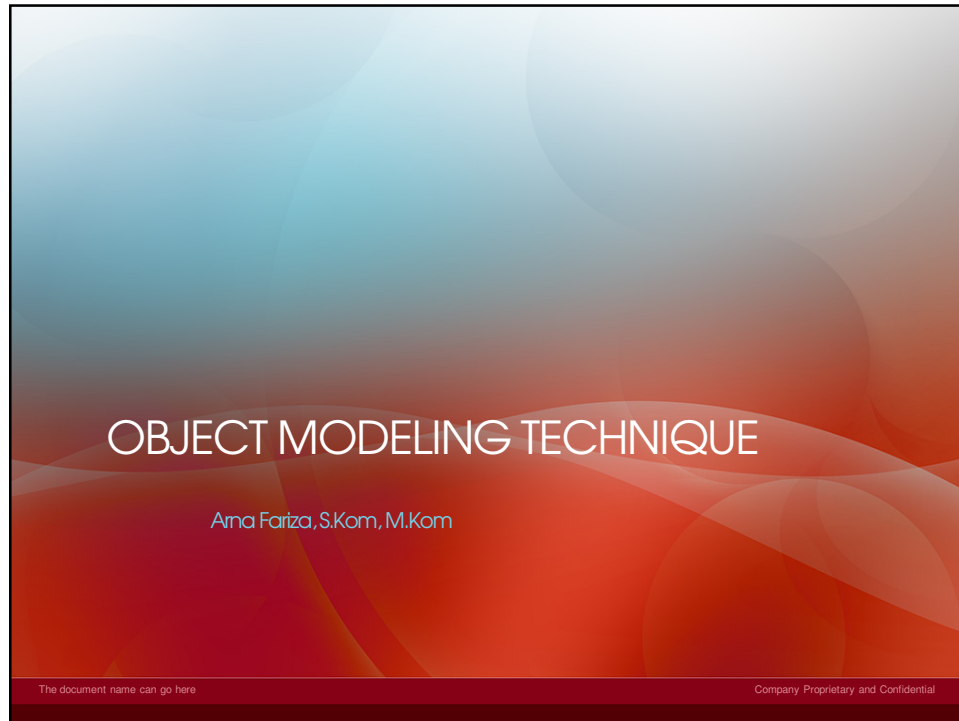 OBJECT MODELING TECHNIQUE
Arna Fariza, S.Kom, M.Kom
The document name can go here
Company Proprietary and Confidential